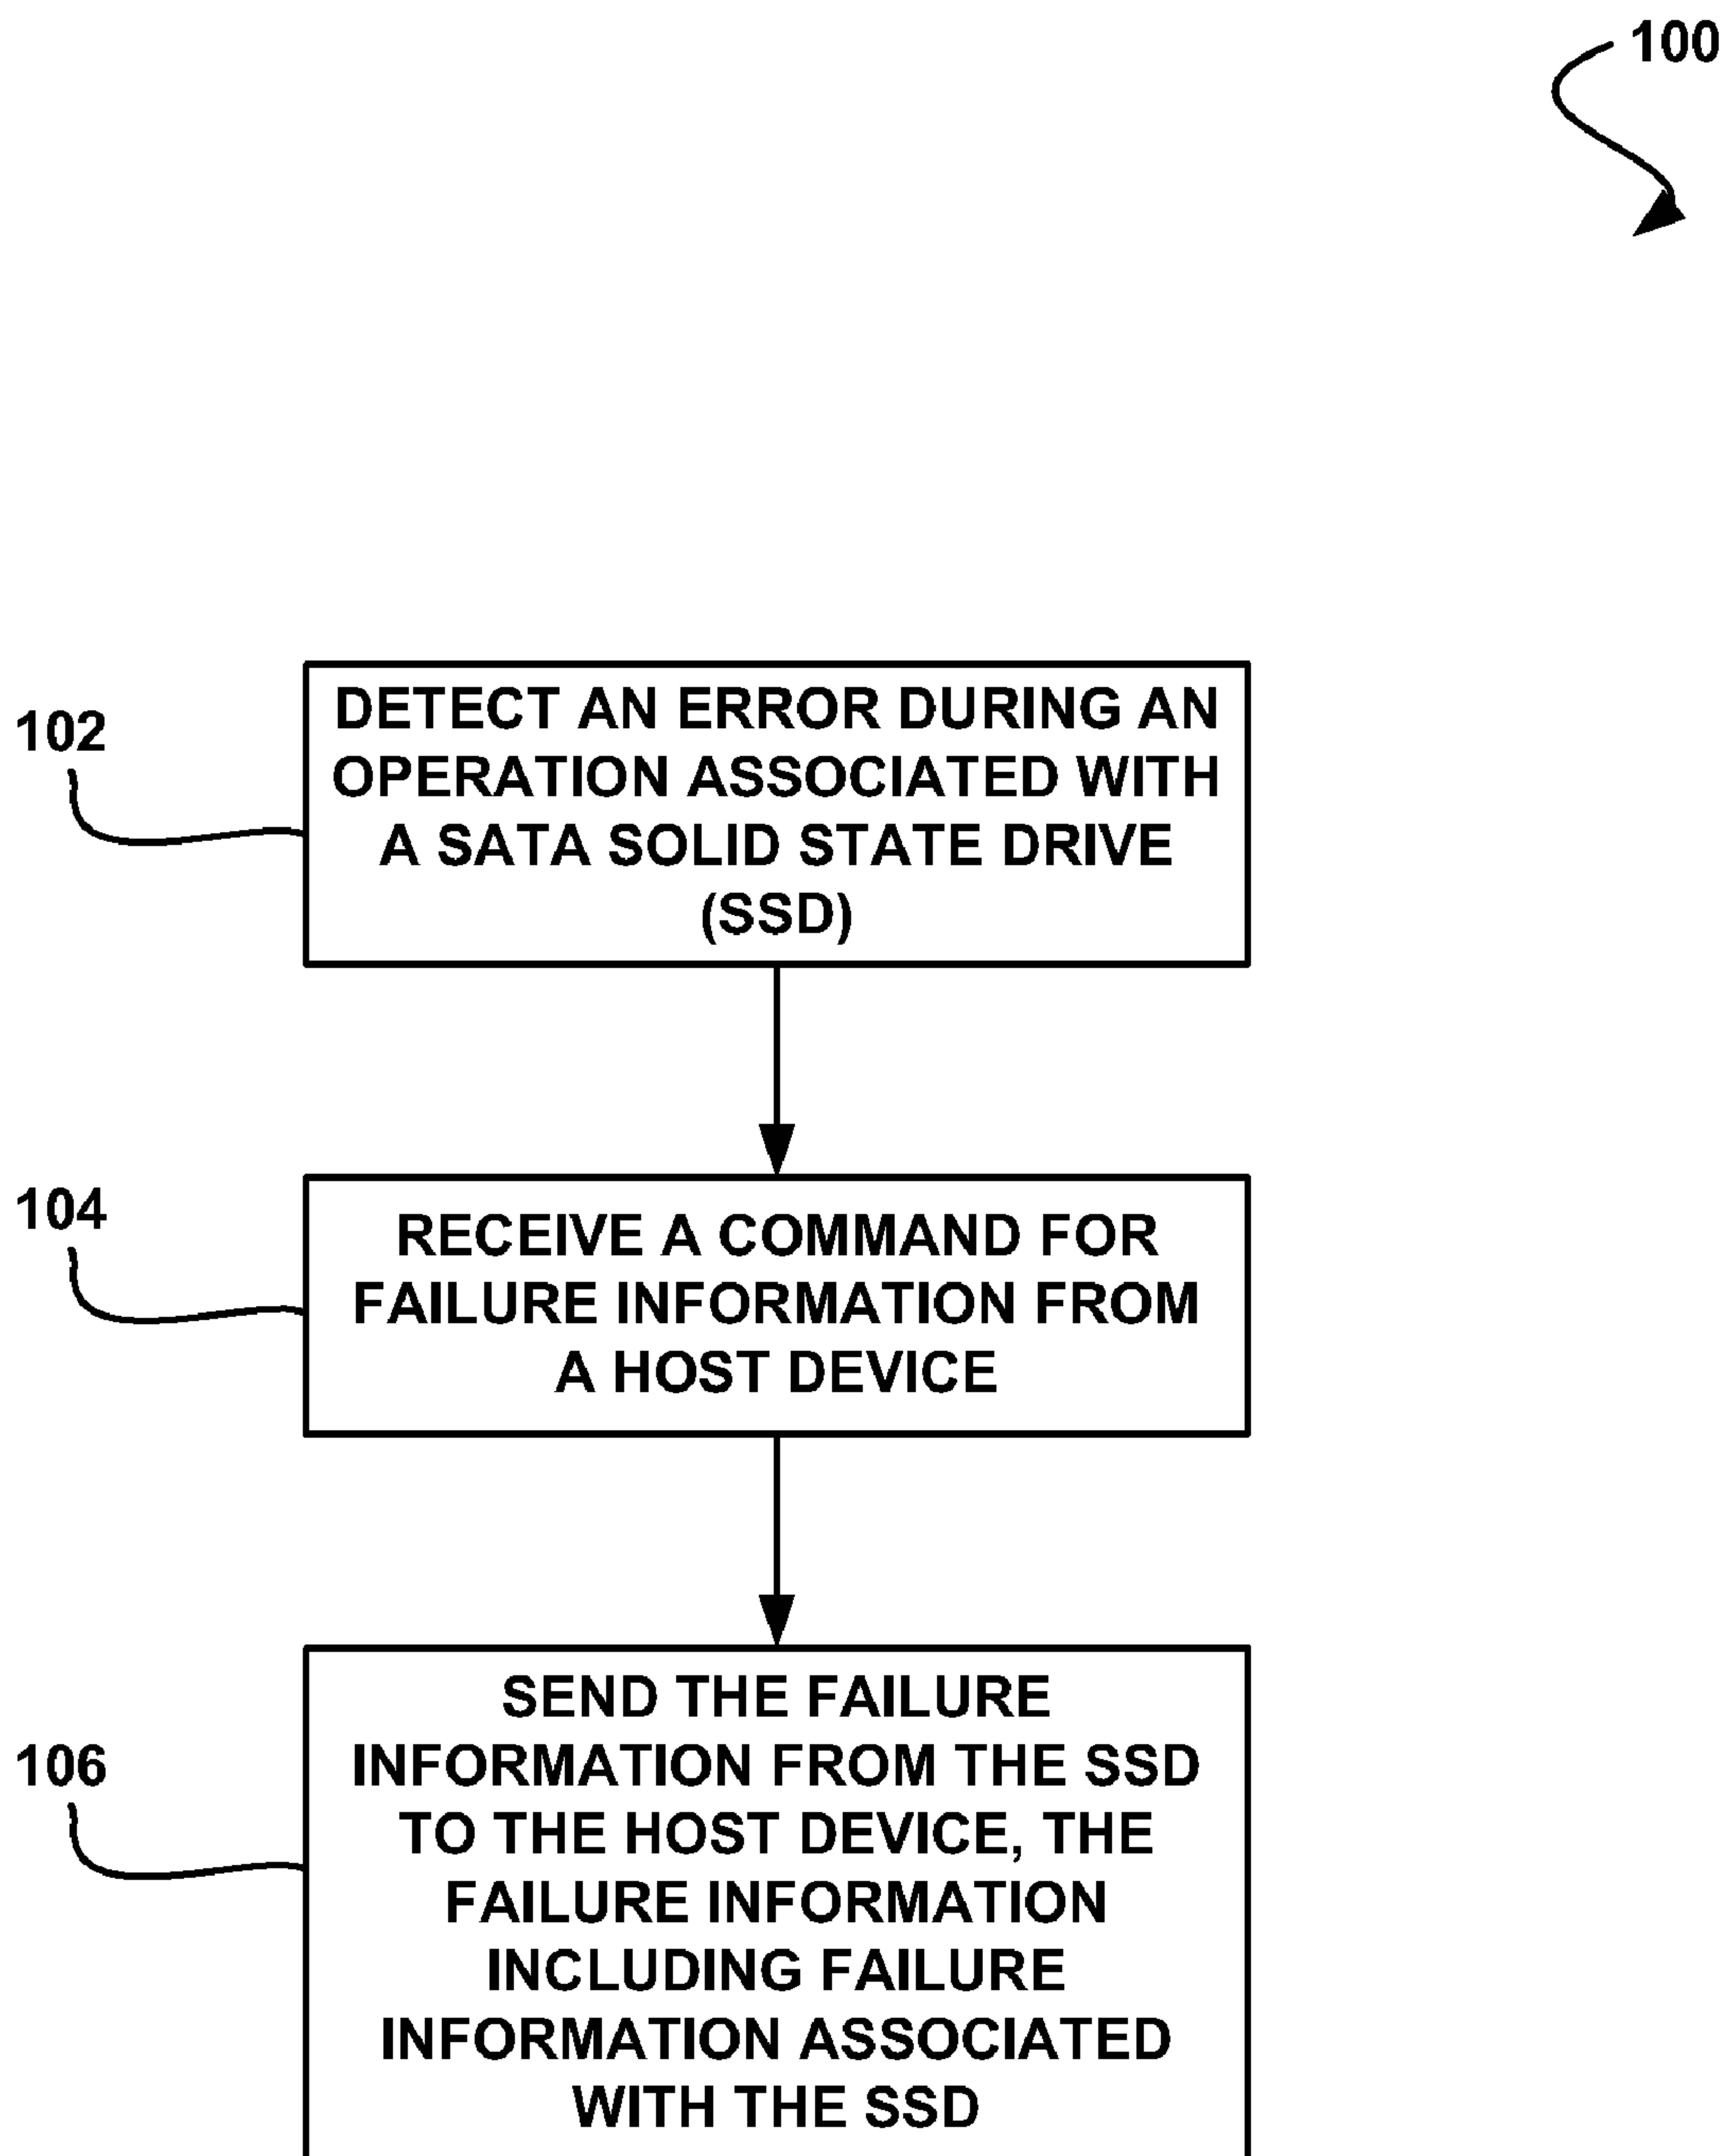 100
102
DETECT AN ERROR DURING AN
OPERATION ASSOCIATED WITH
A SATA SOLID STATE DRIVE
(SSD)
104
RECEIVE A COMMAND FOR
FAILURE INFORMATION FROM
A HOST DEVICE
106
SEND THE FAILURE
INFORMATION FROM THE SSD
TO THE HOST DEVICE, THE
FAILURE INFORMATION
INCLUDING FAILURE
INFORMATION ASSOCIATED
WITH THE SSD